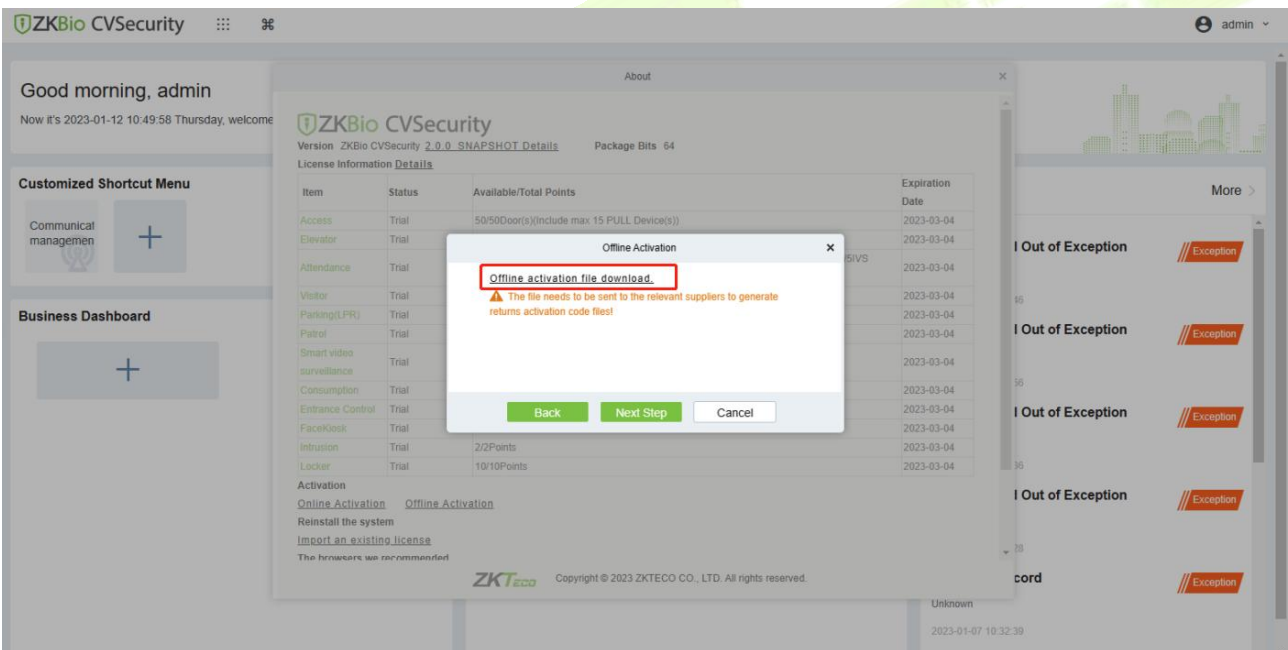 ZKBio CVSecurity
admin
Good morning, admin
Now it's 2023-01-12 10:49:58 Thursday, welcome
Customized Shortcut Menu
Communicat
managemen
Business Dashboard
About
ZKBio CVSecurity
Version ZKBio CVSecurity 2.0.0_SNAPSHOT Details Package Bits 64
License Information Details
Item Status Available/Total Points Expiration Date
Access Trial 50/50Door(s)(Include max 15 PULL Device(s)) 2023-03-04
Elevator Trial 2023-03-04
Attendance Trial /5IVS 2023-03-04
Visitor Trial 2023-03-04
Parking(LPR) Trial 2023-03-04
Patrol Trial 2023-03-04
Smart video surveillance Trial 2023-03-04
Consumption Trial 2023-03-04
Entrance Control Trial 2023-03-04
FaceKiosk Trial 2023-03-04
Intrusion Trial 2/2Points 2023-03-04
Locker Trial 10/10Points 2023-03-04
Activation
Online Activation Offline Activation
Reinstall the system
Import an existing license
The browsers we recommended
ZKTECO Copyright © 2023 ZKTECO CO., LTD. All rights reserved.
Offline Activation
Offline activation file download.
The file needs to be sent to the relevant suppliers to generate
returns activation code files!
Back Next Step Cancel
More
l Out of Exception
Exception
l Out of Exception
Exception
l Out of Exception
Exception
l Out of Exception
Exception
cord
Exception
Unknown
2023-01-07 10:32:39